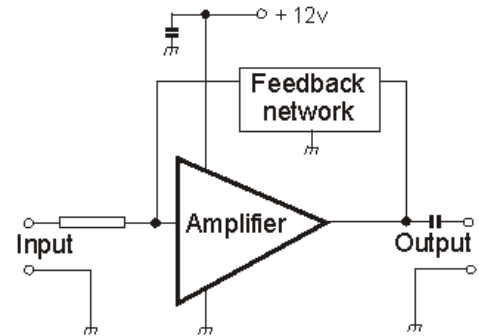 + 12v
Feedback
network
Amplifier
Input
Output